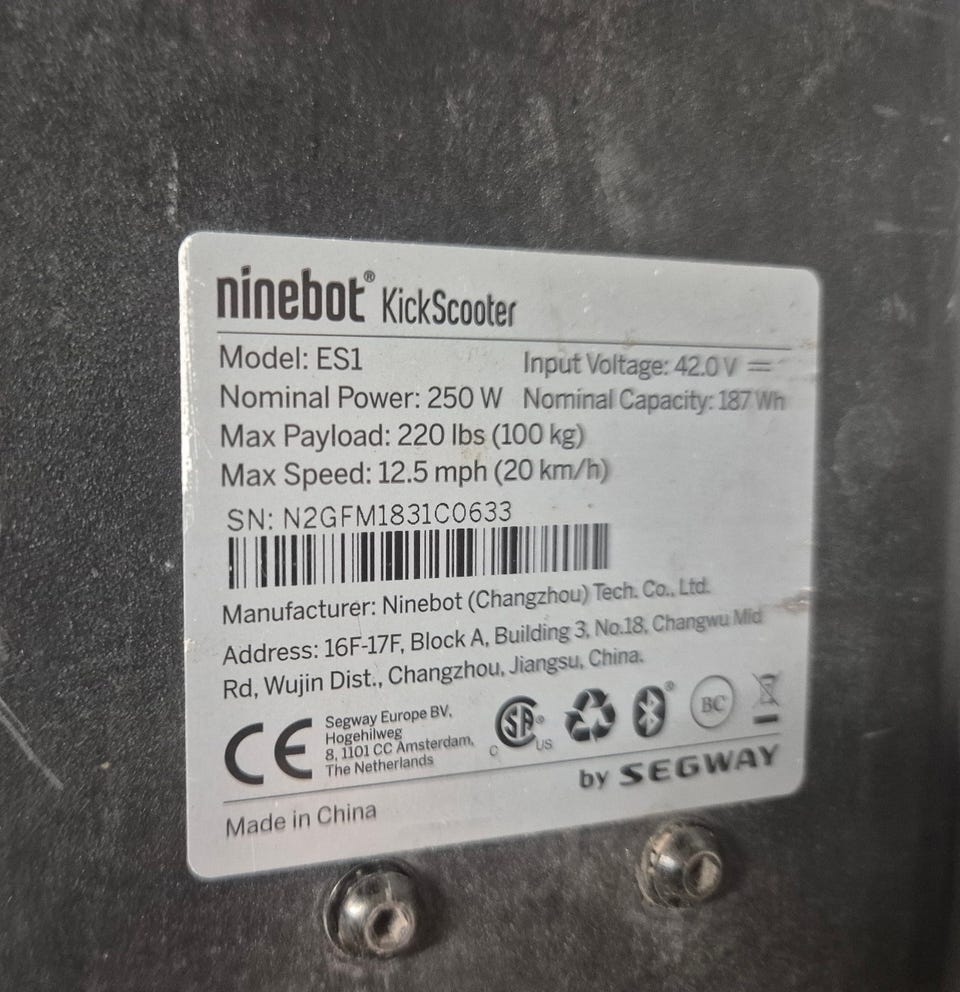 ninebot® KickScooter
Model: ES1 Input Voltage: 42.0 V ⎓
Nominal Power: 250 W Nominal Capacity: 187 Wh
Max Payload: 220 lbs (100 kg)
Max Speed: 12.5 mph (20 km/h)
SN: N2GFM1831C0633
Manufacturer: Ninebot (Changzhou) Tech. Co., Ltd.
Address: 16F-17F, Block A, Building 3, No.18, Changwu Mid
Rd, Wujin Dist., Changzhou, Jiangsu, China.
CE
Segway Europe BV,
Hogehilweg
8, 1101 CC Amsterdam,
The Netherlands
C SA® US
BC
by SEGWAY
Made in China